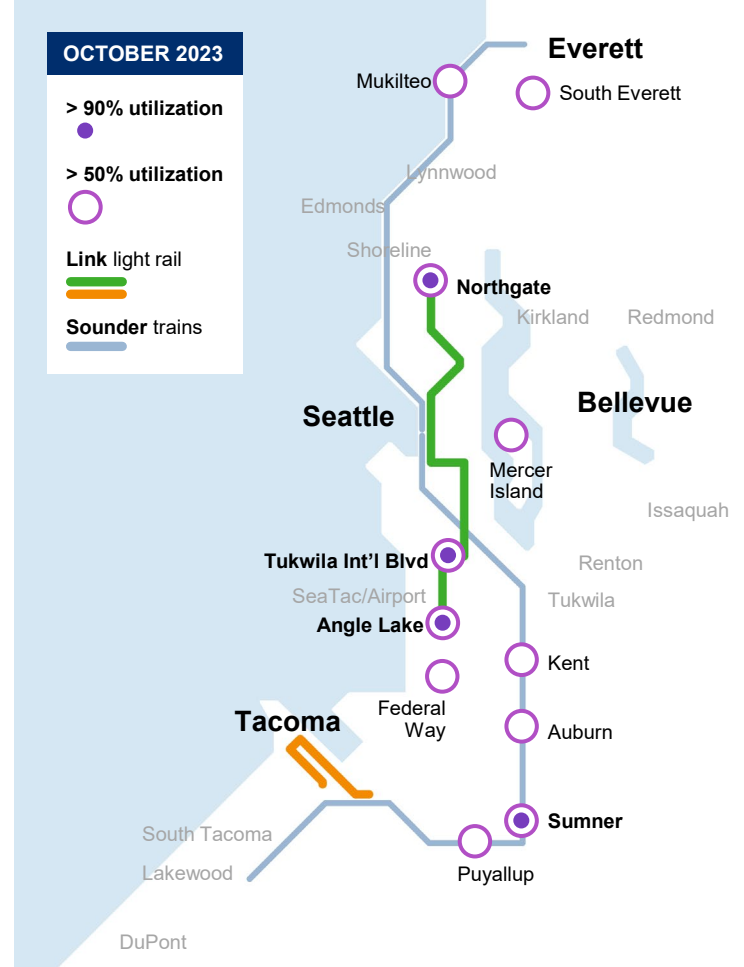 OCTOBER 2023
> 90% utilization
> 50% utilization
Link light rail
Sounder trains
Everett
Mukilteo
South Everett
Lynnwood
Edmonds
Shoreline
Northgate
Kirkland
Redmond
Bellevue
Seattle
Mercer
Island
Issaquah
Tukwila Int’l Blvd
Renton
SeaTac/Airport
Tukwila
Angle Lake
Kent
Federal
Way
Tacoma
Auburn
Sumner
South Tacoma
Lakewood
Puyallup
DuPont